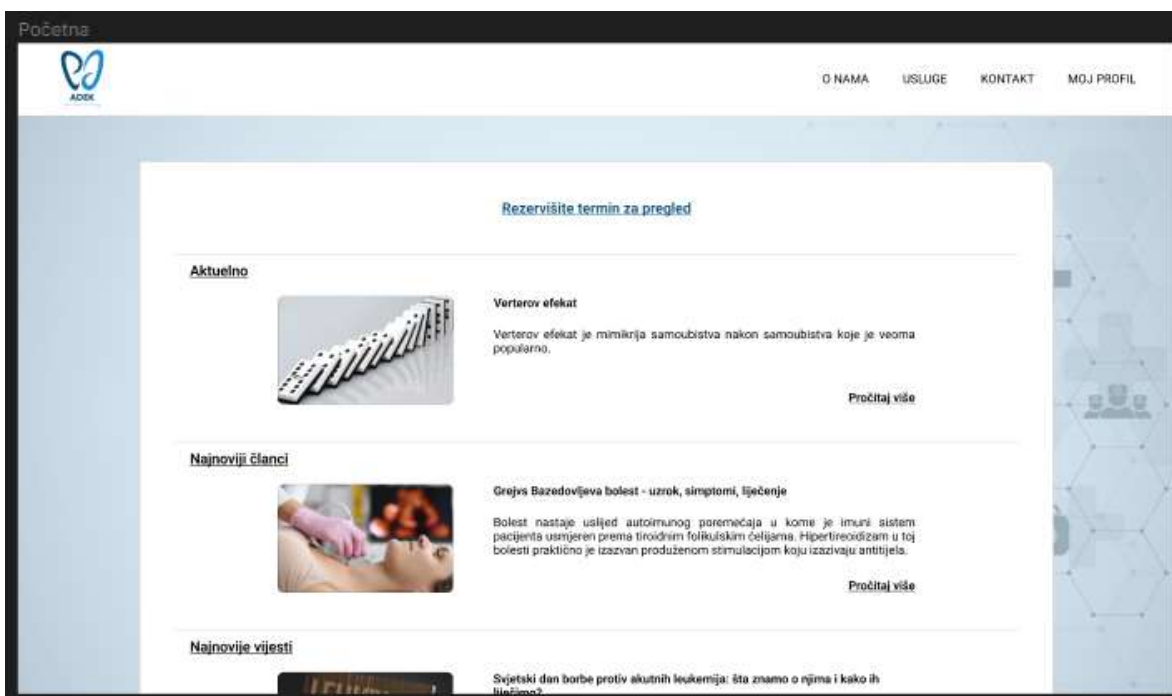 Početna
ADEK
O NAMA
USLUGE
KONTAKT
MOJ PROFIL
Rezervišite termin za pregled
Aktuelno
Verterov efekat
Verterov efekat je mimikrija samoubistva nakon samoubistva koje je veoma
popularno.
Pročitaj više
Najnoviji članci
Grejvs Bazedovljeva bolest - uzrok, simptomi, liječenje
Bolest nastaje uslijed autoimunog poremećaja u kome je imuni sistem
pacijenta usmjeren prema tiroidnim folikulskim ćelijama. Hipertireoidizam u toj
bolesti praktično je izazvan produženom stimulacijom koju izazivaju antitijela.
Pročitaj više
Najnovije vijesti
Svjetski dan borbe protiv akutnih leukemija: šta znamo o njima i kako ih
liječimo?